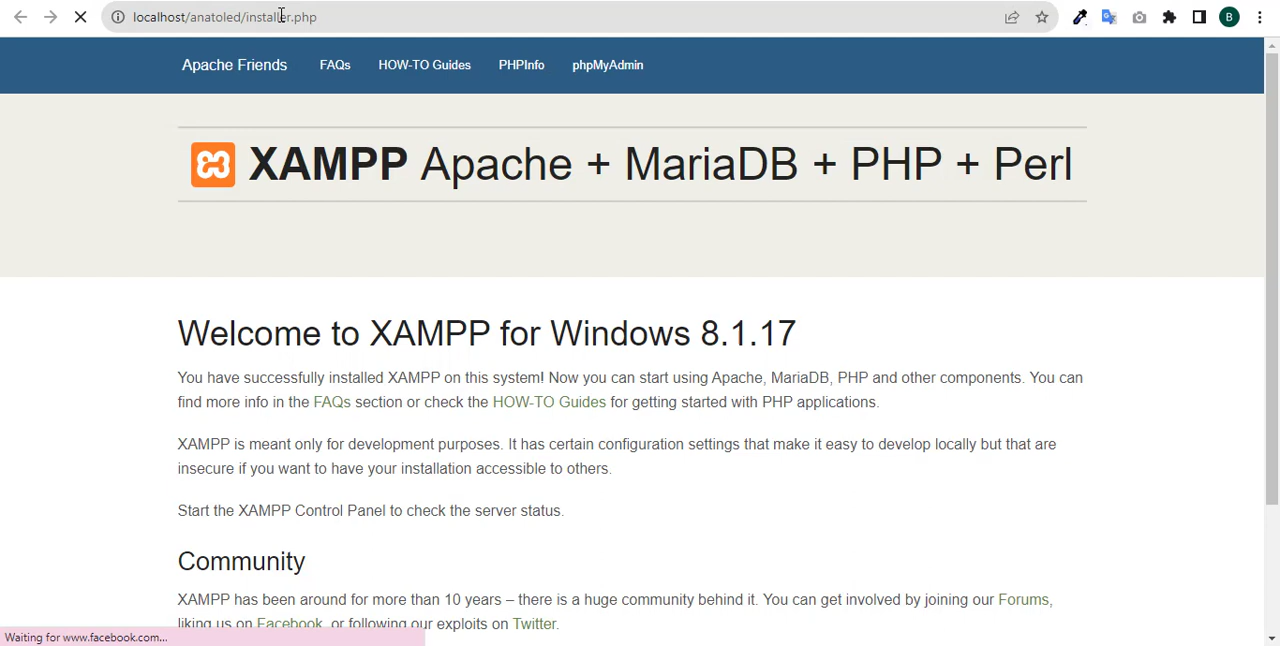 localhost/anatoled/installer.php
B
Apache Friends FAQs HOW-TO Guides PHPInfo phpMyAdmin
XAMPP Apache + MariaDB + PHP + Perl
Welcome to XAMPP for Windows 8.1.17
You have successfully installed XAMPP on this system! Now you can start using Apache, MariaDB, PHP and other components. You can
find more info in the FAQs section or check the HOW-TO Guides for getting started with PHP applications.
XAMPP is meant only for development purposes. It has certain configuration settings that make it easy to develop locally but that are
insecure if you want to have your installation accessible to others.
Start the XAMPP Control Panel to check the server status.
Community
XAMPP has been around for more than 10 years – there is a huge community behind it. You can get involved by joining our Forums,
liking us on Facebook, or following our exploits on Twitter.
Waiting for www.facebook.com...